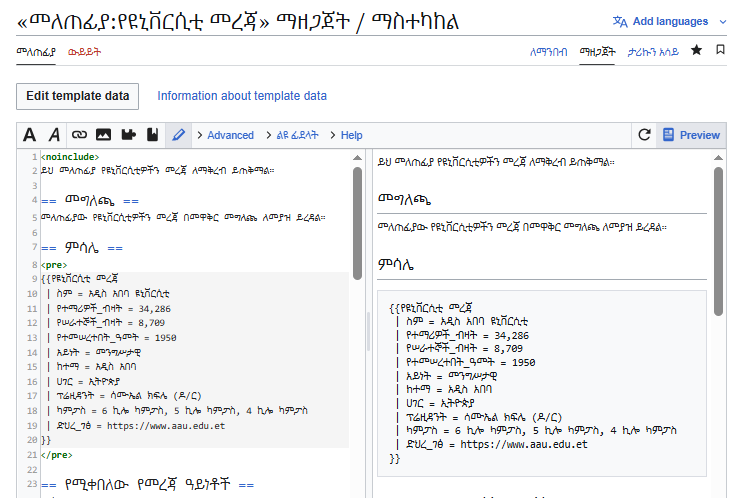 «መለጠፊያ:የዩኒቨርሲቲ መረጃ» ማዘጋጀት / ማስተካከል
Add languages
መለጠፊያ ውይይት
ለማንበብ ማዘጋጀት ታሪኩን አሳይ
Edit template data Information about template data
Advanced ልዩ ፊደላት Help Preview
1 <noinclude>
2 ይህ መለጠፊያ የዩኒቨርሲቲዎችን መረጃ ለማቅረብ ይጠቅማል።
3
4 == መግለጫ ==
5 መለጠፊያው የዩኒቨርሲቲዎችን መረጃ በመዋቅር መግለጫ ለመያዝ ይረዳል።
6
7 == ምሳሌ ==
8 <pre>
9 {{የዩኒቨርሲቲ መረጃ
10 | ስም = አዲስ አበባ ዩኒቨርሲቲ
11 | የተማሪዎች_ብዛት = 34,286
12 | የሠራተኞች_ብዛት = 8,709
13 | የተመሠረተበት_ዓመት = 1950
14 | አይነት = መንግሥታዊ
15 | ከተማ = አዲስ አበባ
16 | ሀገር = ኢትዮጵያ
17 | ፕሬዚዳንት = ሳሙኤል ክፍሌ (ዶ/ር)
18 | ካምፓስ = 6 ኪሎ ካምፓስ, 5 ኪሎ ካምፓስ, 4 ኪሎ ካምፓስ
19 | ድህረ_ገፅ = https://www.aau.edu.et
20 }}
21 </pre>
22
23 == የሚቀበለው የመረጃ ዓይነቶች ==
ይህ መለጠፊያ የዩኒቨርሲቲዎችን መረጃ ለማቅረብ ይጠቅማል።
መግለጫ
መለጠፊያው የዩኒቨርሲቲዎችን መረጃ በመዋቅር መግለጫ ለመያዝ ይረዳል።
ምሳሌ
{{የዩኒቨርሲቲ መረጃ
| ስም = አዲስ አበባ ዩኒቨርሲቲ
| የተማሪዎች_ብዛት = 34,286
| የሠራተኞች_ብዛት = 8,709
| የተመሠረተበት_ዓመት = 1950
| አይነት = መንግሥታዊ
| ከተማ = አዲስ አበባ
| ሀገር = ኢትዮጵያ
| ፕሬዚዳንት = ሳሙኤል ክፍሌ (ዶ/ር)
| ካምፓስ = 6 ኪሎ ካምፓስ, 5 ኪሎ ካምፓስ, 4 ኪሎ ካምፓስ
| ድህረ_ገፅ = https://www.aau.edu.et
}}